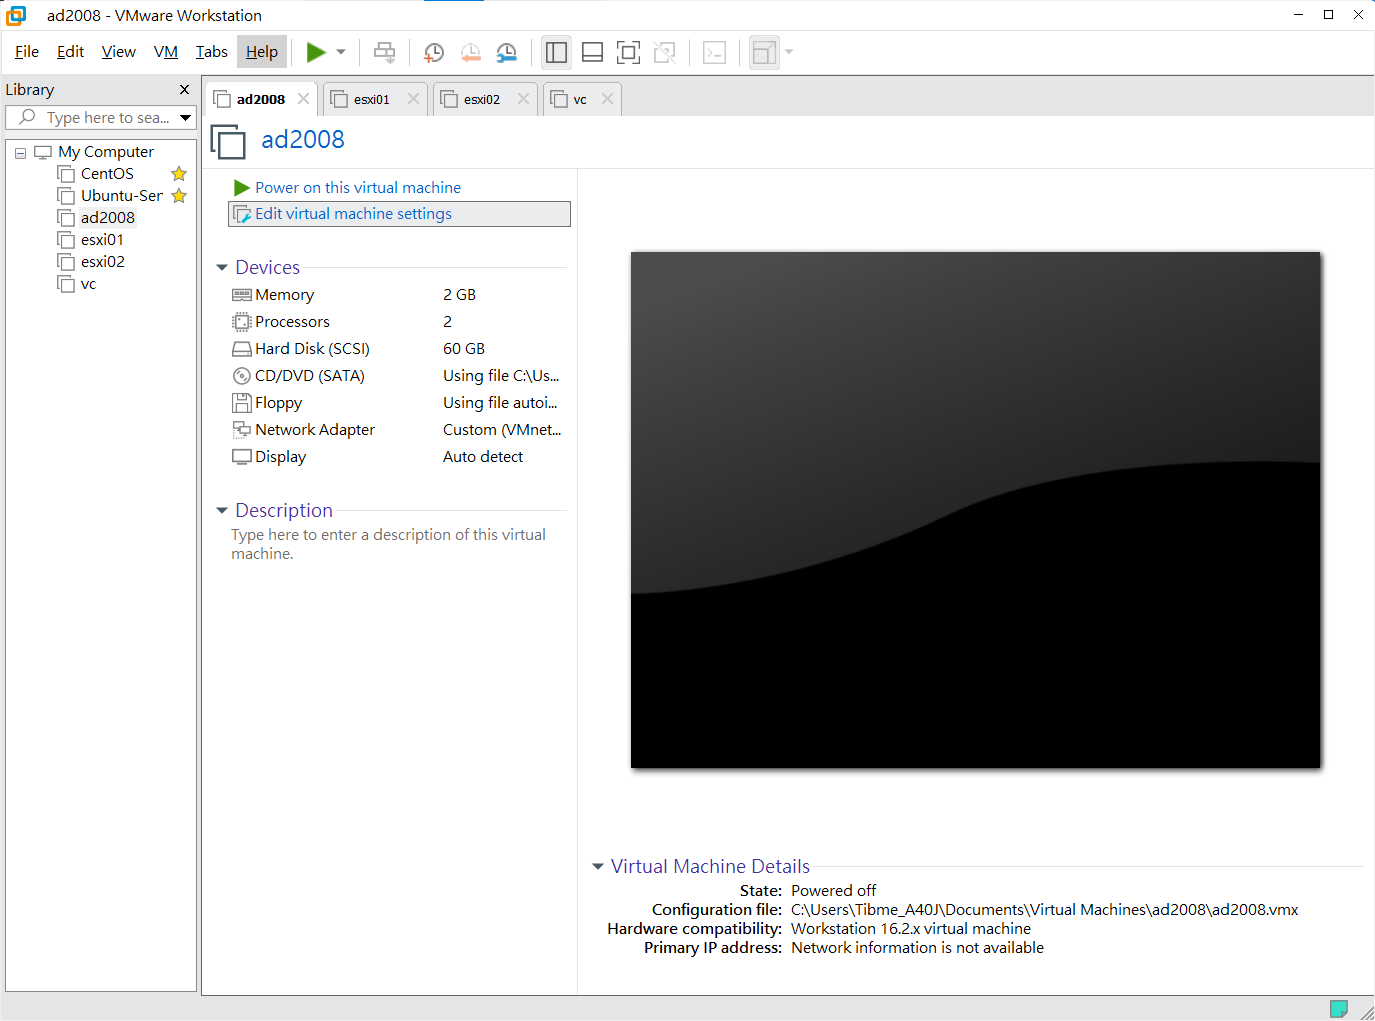 ad2008 - VMware Workstation
File Edit View VM Tabs Help
Library
Type here to sea...
My Computer
CentOS
Ubuntu-Ser
ad2008
esxi01
esxi02
vc
ad2008 esxi01 esxi02 vc
ad2008
Power on this virtual machine
Edit virtual machine settings
Devices
Memory 2 GB
Processors 2
Hard Disk (SCSI) 60 GB
CD/DVD (SATA) Using file C:\Us...
Floppy Using file autoi...
Network Adapter Custom (VMnet...
Display Auto detect
Description
Type here to enter a description of this virtual
machine.
Virtual Machine Details
State: Powered off
Configuration file: C:\Users\Tibme_A40J\Documents\Virtual Machines\ad2008\ad2008.vmx
Hardware compatibility: Workstation 16.2.x virtual machine
Primary IP address: Network information is not available